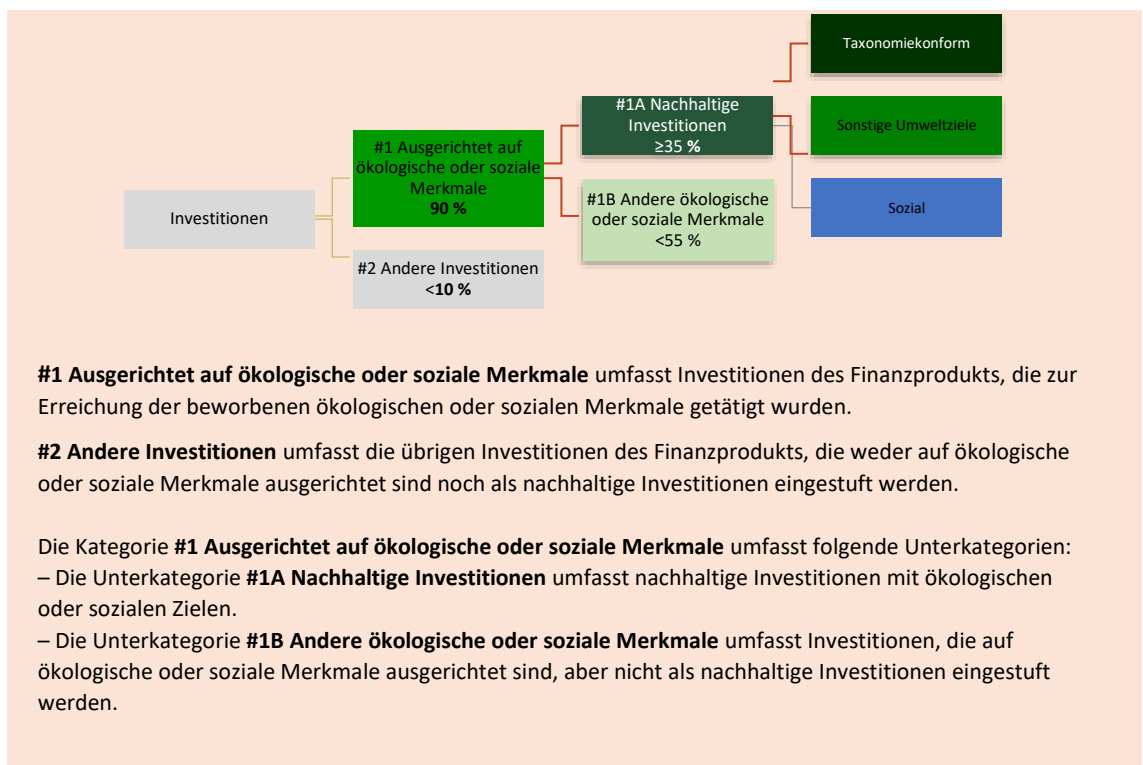 Taxonomiekonform
#1A Nachhaltige
Investitionen
≥35 %
Sonstige Umweltziele
#1 Ausgerichtet auf
ökologische oder soziale
Merkmale
90 %
#1B Andere ökologische
oder soziale Merkmale
<55 %
Sozial
Investitionen
#2 Andere Investitionen
<10 %
#1 Ausgerichtet auf ökologische oder soziale Merkmale umfasst Investitionen des Finanzprodukts, die zur
Erreichung der beworbenen ökologischen oder sozialen Merkmale getätigt wurden.
#2 Andere Investitionen umfasst die übrigen Investitionen des Finanzprodukts, die weder auf ökologische
oder soziale Merkmale ausgerichtet sind noch als nachhaltige Investitionen eingestuft werden.
Die Kategorie #1 Ausgerichtet auf ökologische oder soziale Merkmale umfasst folgende Unterkategorien:
– Die Unterkategorie #1A Nachhaltige Investitionen umfasst nachhaltige Investitionen mit ökologischen
oder sozialen Zielen.
– Die Unterkategorie #1B Andere ökologische oder soziale Merkmale umfasst Investitionen, die auf
ökologische oder soziale Merkmale ausgerichtet sind, aber nicht als nachhaltige Investitionen eingestuft
werden.